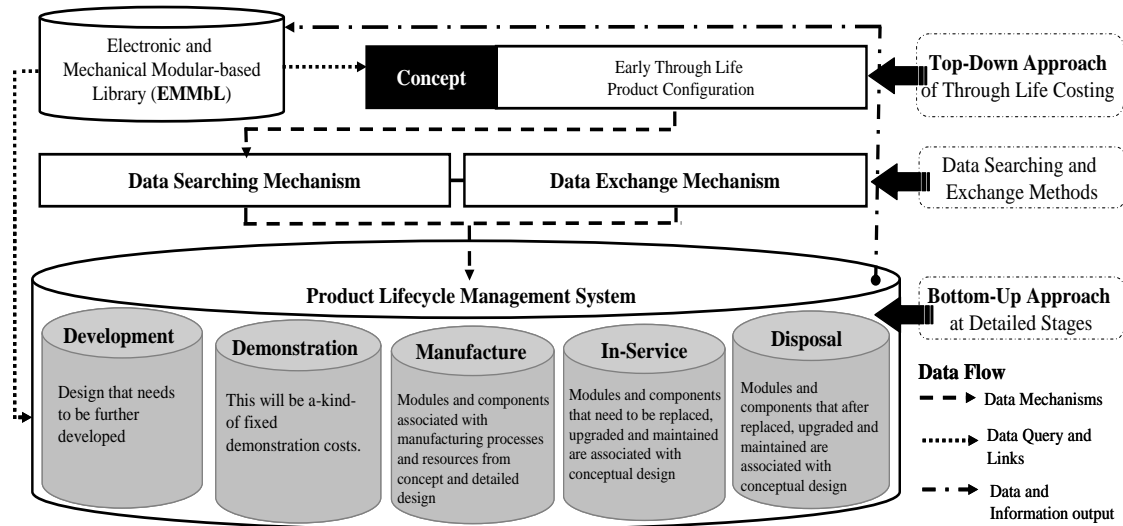 Electronic and
Mechanical Modular-based
Library (EMMbL)
Concept
Early Through Life
Product Configuration
Top-Down Approach
of Through Life Costing
Data Searching Mechanism
Data Exchange Mechanism
Data Searching and
Exchange Methods
Product Lifecycle Management System
Bottom-Up Approach
at Detailed Stages
Development
Design that needs
to be further
developed
Demonstration
This will be a-kind-
of fixed
demonstration costs.
Manufacture
Modules and components
associated with
manufacturing processes
and resources from
concept and detailed
design
In-Service
Modules and components
that need to be replaced,
upgraded and maintained
are associated with
conceptual design
Disposal
Modules and
components that after
replaced, upgraded and
maintained are
associated with
conceptual design
Data Flow
Data Mechanisms
Data Query and
Links
Data and
Information output